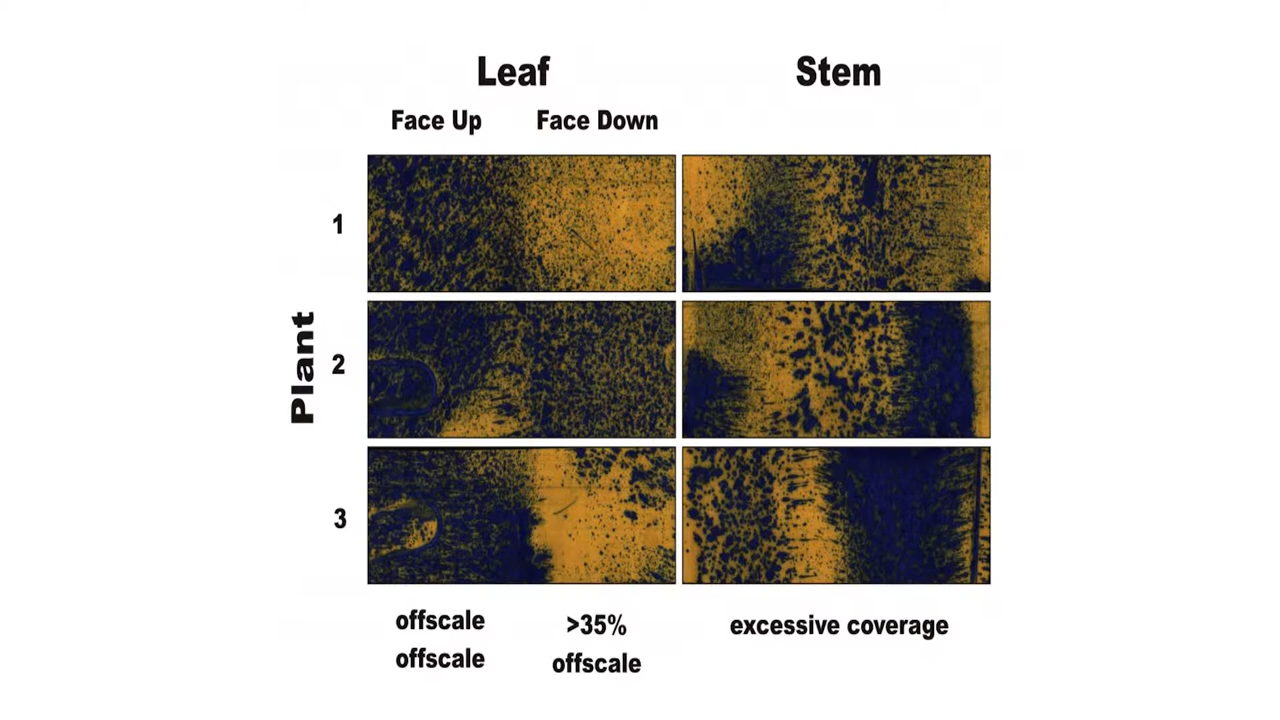 Leaf
Stem
Face Up
Face Down
Plant
1
2
3
offscale
>35%
excessive coverage
offscale
offscale